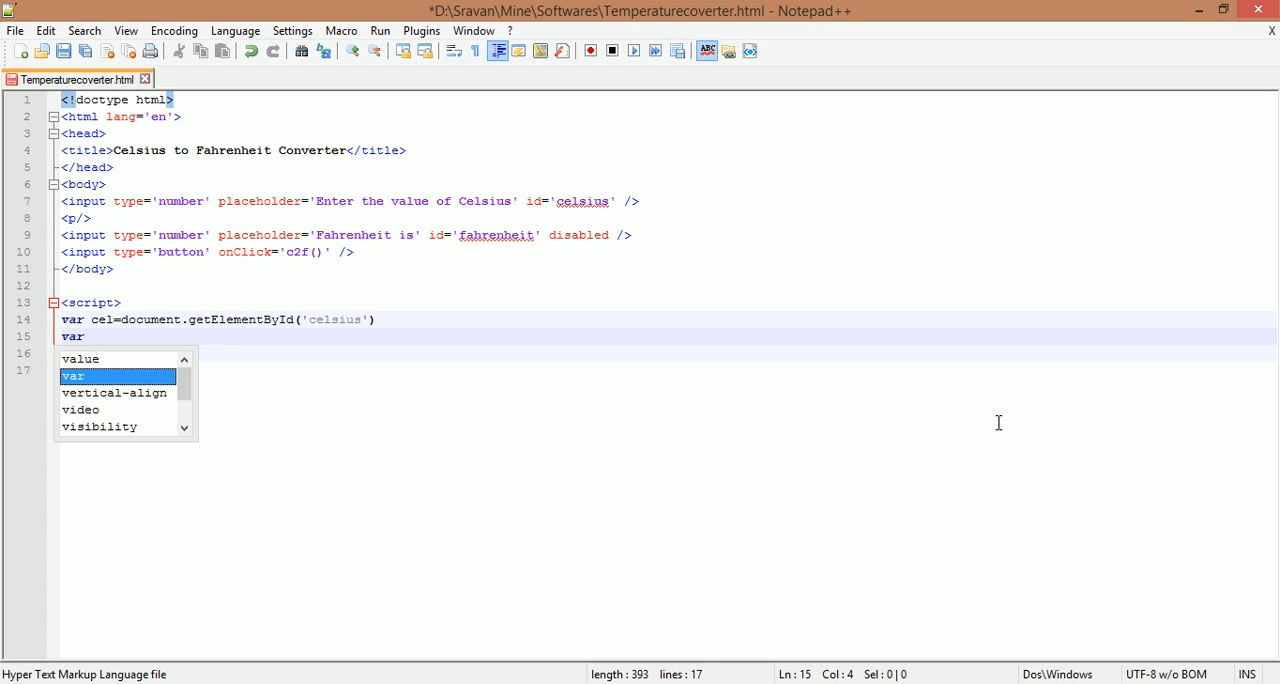 *D:\Sravan\Mine\Softwares\Temperaturecoverter.html - Notepad++
File Edit Search View Encoding Language Settings Macro Run Plugins Window ? X
ABC
Temperaturecoverter.html
1 <!doctype html>
2 <html lang='en'>
3 <head>
4 <title>Celsius to Fahrenheit Converter</title>
5 </head>
6 <body>
7 <input type='number' placeholder='Enter the value of Celsius' id='celsius' />
8 <p/>
9 <input type='number' placeholder='Fahrenheit is' id='fahrenheit' disabled />
10 <input type='button' onClick='c2f()' />
11 </body>
12
13 <script>
14 var cel=document.getElementById('celsius')
15 var
16
17
value
var
vertical-align
video
visibility
Hyper Text Markup Language file length : 393 lines : 17 Ln : 15 Col : 4 Sel : 0 | 0 Dos\Windows UTF-8 w/o BOM INS